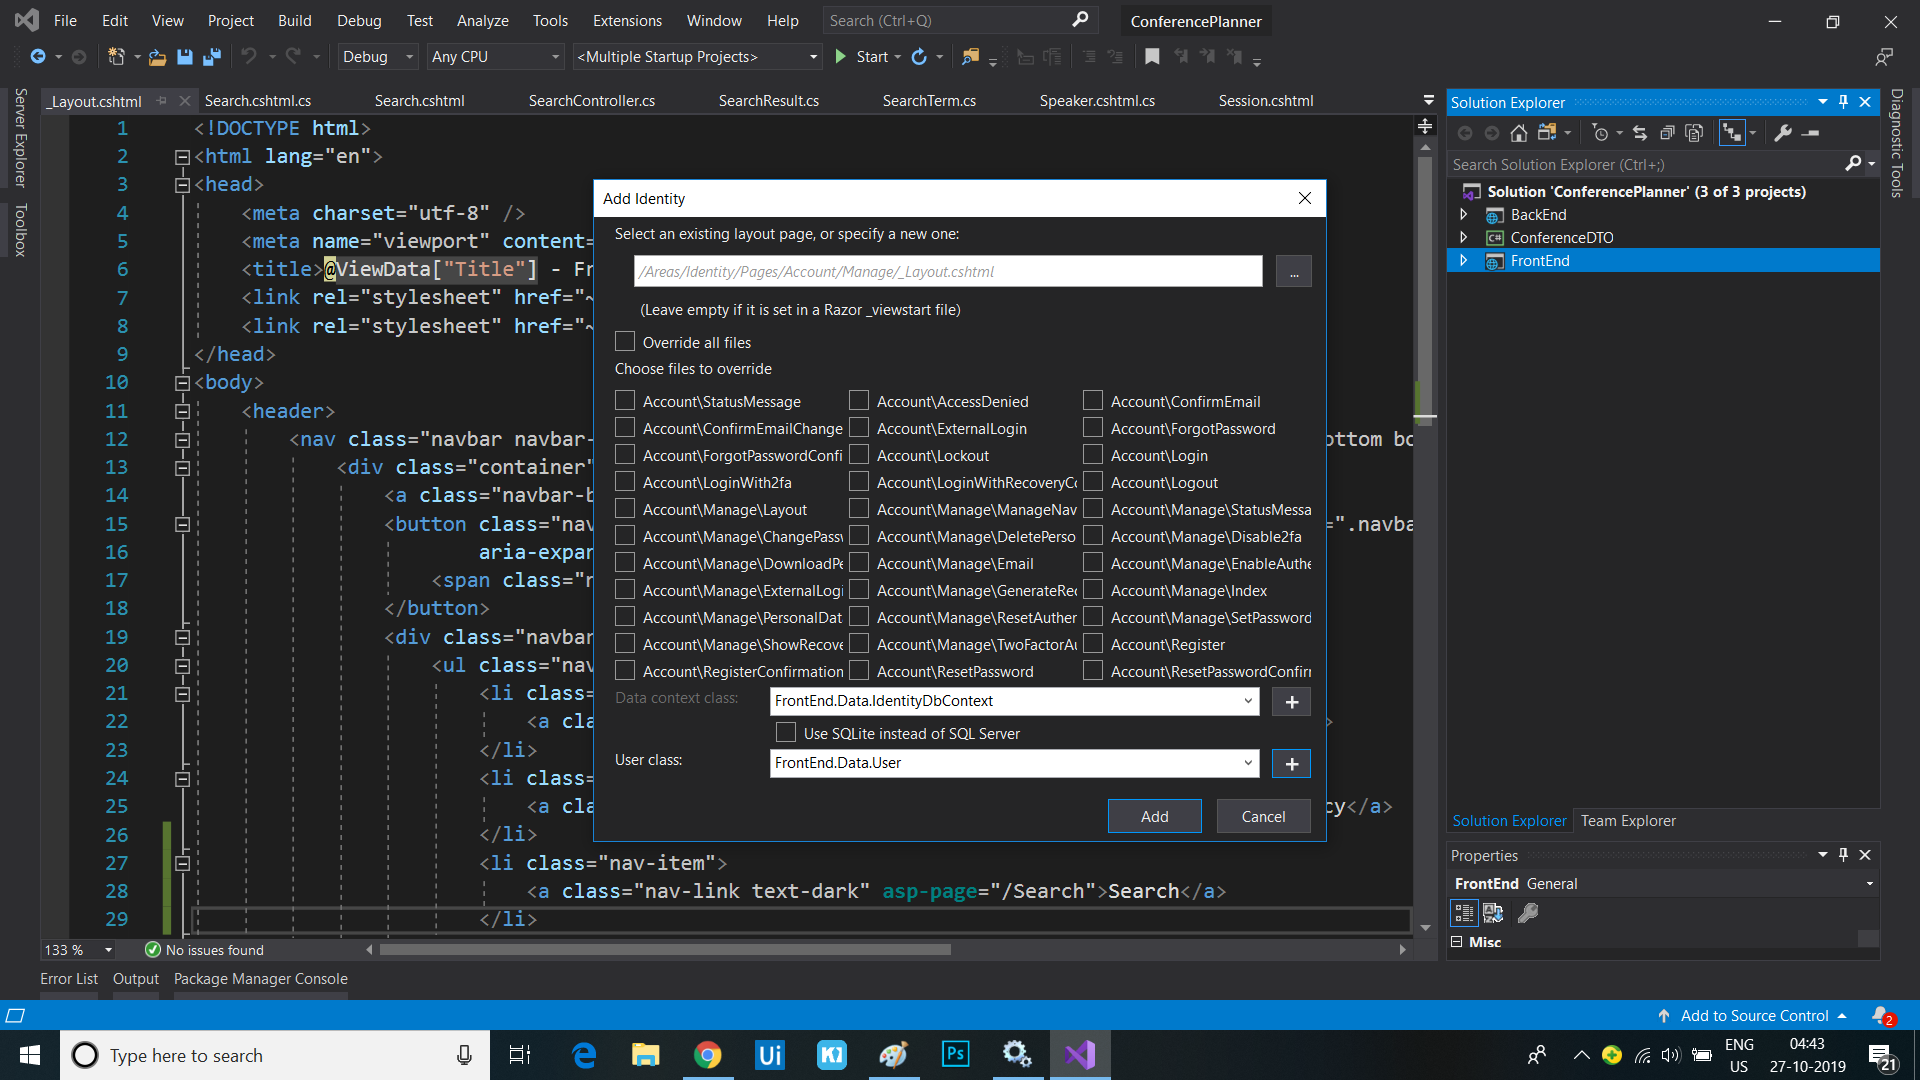 File Edit View Project Build Debug Test Analyze Tools Extensions Window Help Search (Ctrl+Q) ConferencePlanner
Debug Any CPU <Multiple Startup Projects> Start
_Layout.cshtml Search.cshtml.cs Search.cshtml SearchController.cs SearchResult.cs SearchTerm.cs Speaker.cshtml.cs Session.cshtml
Server Explorer
Toolbox
1 <!DOCTYPE html>
2 <html lang="en">
3 <head>
4 <meta charset="utf-8" />
5 <meta name="viewport" content=
6 <title>@ViewData["Title"] - Fr
7 <link rel="stylesheet" href="~
8 <link rel="stylesheet" href="~
9 </head>
10 <body>
11 <header>
12 <nav class="navbar navbar- ottom bo
13 <div class="container"
14 <a class="navbar-b
15 <button class="nav =".navba
16 aria-expan
17 <span class="n
18 </button>
19 <div class="navbar
20 <ul class="nav
21 <li class=
22 <a cla >
23 </li>
24 <li class=
25 <a cla cy</a>
26 </li>
27 <li class="nav-item">
28 <a class="nav-link text-dark" asp-page="/Search">Search</a>
29 </li>
Add Identity
Select an existing layout page, or specify a new one:
/Areas/Identity/Pages/Account/Manage/_Layout.cshtml ...
(Leave empty if it is set in a Razor _viewstart file)
Override all files
Choose files to override
Account\StatusMessage Account\AccessDenied Account\ConfirmEmail
Account\ConfirmEmailChange Account\ExternalLogin Account\ForgotPassword
Account\ForgotPasswordConfi Account\Lockout Account\Login
Account\LoginWith2fa Account\LoginWithRecoveryCo Account\Logout
Account\Manage\Layout Account\Manage\ManageNav Account\Manage\StatusMessa
Account\Manage\ChangePassw Account\Manage\DeletePerso Account\Manage\Disable2fa
Account\Manage\DownloadPe Account\Manage\Email Account\Manage\EnableAuthe
Account\Manage\ExternalLogi Account\Manage\GenerateRec Account\Manage\Index
Account\Manage\PersonalDat Account\Manage\ResetAuthen Account\Manage\SetPassword
Account\Manage\ShowRecove Account\Manage\TwoFactorAu Account\Register
Account\RegisterConfirmation Account\ResetPassword Account\ResetPasswordConfirm
Data context class: FrontEnd.Data.IdentityDbContext +
Use SQLite instead of SQL Server
User class: FrontEnd.Data.User +
Add Cancel
Solution Explorer
Search Solution Explorer (Ctrl+;)
Solution 'ConferencePlanner' (3 of 3 projects)
BackEnd
C# ConferenceDTO
FrontEnd
Solution Explorer Team Explorer
Properties
FrontEnd General
Misc
Diagnostic Tools
133 % No issues found
Error List Output Package Manager Console
Add to Source Control 2
Type here to search
Ui
Ps
ENG
US
04:43
27-10-2019
21